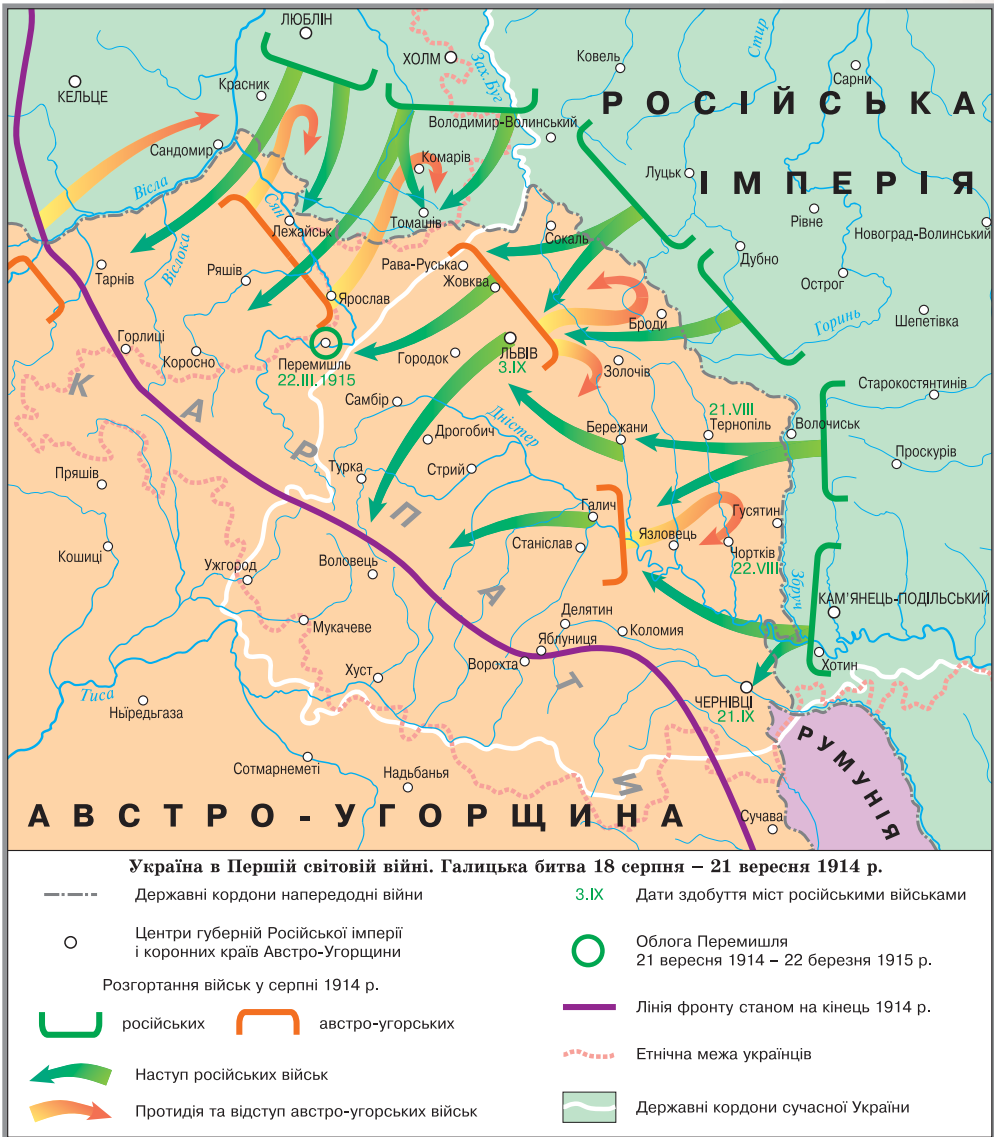 ЛЮБЛІН
ХОЛМ
Зах. Буг
Ковель
Стир
Сарни
КЕЛЬЦЕ
Красник
РОСІЙСЬКА
ІМПЕРІЯ
Володимир-Волинський
Сандомир
Комарів
Луцьк
Вісла
Сян
Томашів
Рівне
Новоград-Волинський
Лежайськ
Сокаль
Дубно
Віслока
Тарнів
Ряшів
Рава-Руська
Жовква
Острог
Ярослав
Броди
Горинь
Шепетівка
Горлиці
Коросно
Перемишль
22.III.1915
Городок
ЛЬВІВ
3.IX
Золочів
Старокостянтинів
КАРПАТИ
Самбір
Дністер
21.VIII
Тернопіль
Волочиськ
Дрогобич
Бережани
Проскурів
Пряшів
Турка
Стрий
Галич
Гусятин
Кошиці
Станіслав
Язловець
Чортків
22.VIII
Ужгород
Воловець
Збруч
КАМ’ЯНЕЦЬ-ПОДІЛЬСЬКИЙ
Мукачеве
Делятин
Яблуниця
Коломия
Ворохта
Хотин
Хуст
Тиса
Ньїредьгаза
ЧЕРНІВЦІ
21.IX
РУМУНІЯ
Сотмарнеметі
Надьбанья
АВСТРО-УГОРЩИНА
Сучава
Україна в Першій світовій війні. Галицька битва 18 серпня – 21 вересня 1914 р.
Державні кордони напередодні війни
Центри губерній Російської імперії
і коронних країв Австро-Угорщини
Розгортання військ у серпні 1914 р.
російських
австро-угорських
Наступ російських військ
Протидія та відступ австро-угорських військ
3.IX
Дати здобуття міст російськими військами
Облога Перемишля
21 вересня 1914 – 22 березня 1915 р.
Лінія фронту станом на кінець 1914 р.
Етнічна межа українців
Державні кордони сучасної України